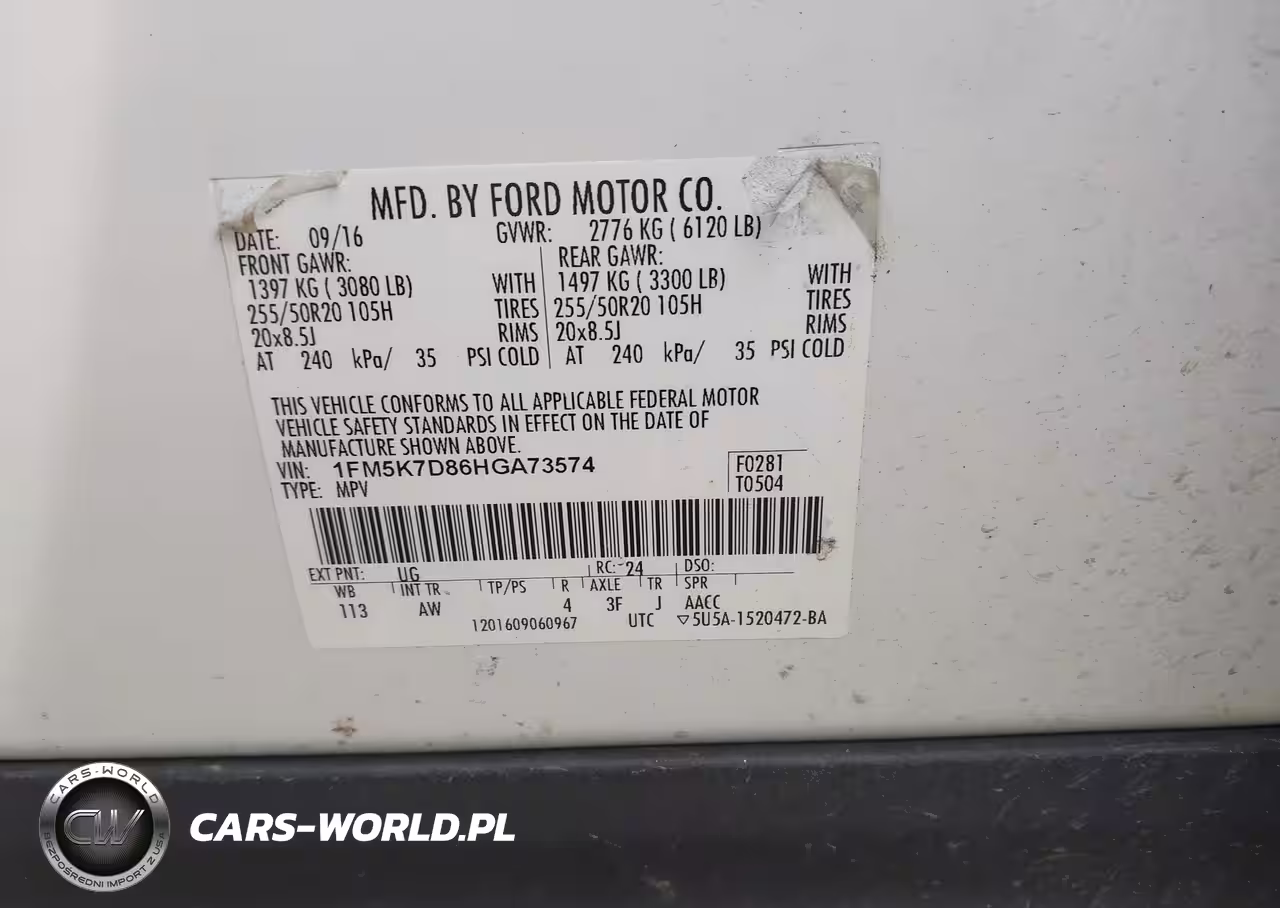 MFD. BY FORD MOTOR CO.
DATE: 09/16 GVWR: 2776 KG ( 6120 LB)
FRONT GAWR: REAR GAWR:
1397 KG ( 3080 LB) WITH 1497 KG ( 3300 LB) WITH
255/50R20 105H TIRES 255/50R20 105H TIRES
20x8.5J RIMS 20x8.5J RIMS
AT 240 kPa/ 35 PSI COLD AT 240 kPa/ 35 PSI COLD
THIS VEHICLE CONFORMS TO ALL APPLICABLE FEDERAL MOTOR
VEHICLE SAFETY STANDARDS IN EFFECT ON THE DATE OF
MANUFACTURE SHOWN ABOVE.
VIN: 1FM5K7D86HGA73574 F0281
TYPE: MPV T0504
EXT PNT: UG RC: 24 DSO:
WB INT TR TP/PS R AXLE TR SPR
113 AW 4 3F J AACC
1201609060967 UTC ▽5U5A-1520472-BA
CARS-WORLD
CW
BEZPOŚREDNI IMPORT Z USA
CARS-WORLD.PL